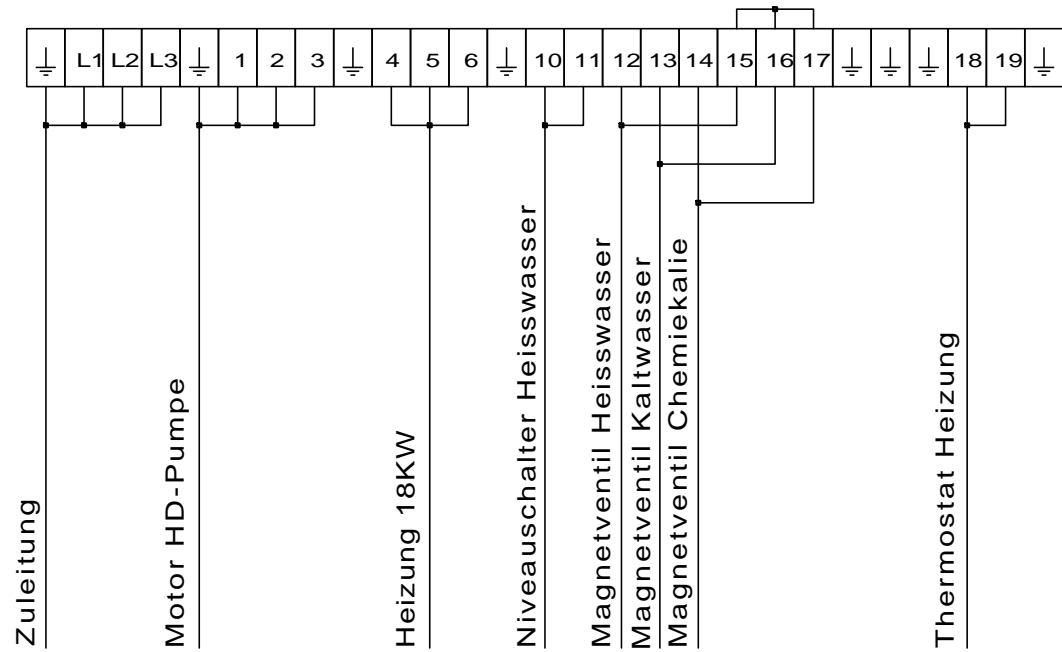 L1 L2 L3 1 2 3 4 5 6 10 11 12 13 14 15 16 17 18 19
Zuleitung
Motor HD-Pumpe
Heizung 18KW
Niveauschalter Heisswasser
Magnetventil Heisswasser
Magnetventil Kaltwasser
Magnetventil Chemiekalie
Thermostat Heizung